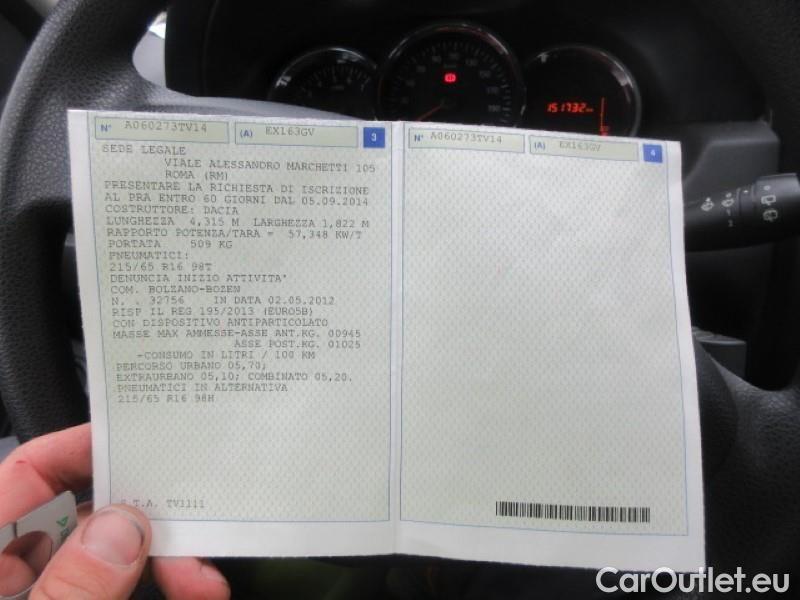 151732
N° A060273TV14 (A) EX163GV 3
SEDE LEGALE
VIALE ALESSANDRO MARCHETTI 105
ROMA (RM)
PRESENTARE LA RICHIESTA DI ISCRIZIONE
AL PRA ENTRO 60 GIORNI DAL 05.09.2014
COSTRUTTORE: DACIA
LUNGHEZZA 4,315 M LARGHEZZA 1,822 M
RAPPORTO POTENZA/TARA = 57,348 KW/T
PORTATA 509 KG
PNEUMATICI:
215/65 R16 98T
DENUNCIA INIZIO ATTIVITA'
COM. BOLZANO-BOZEN
N. . 32756 IN DATA 02.05.2012
RISP IL REG 195/2013 (EURO5B)
CON DISPOSITIVO ANTIPARTICOLATO
MASSE MAX AMMESSE-ASSE ANT.KG. 00945
ASSE POST.KG. 01025
-CONSUMO IN LITRI / 100 KM
PERCORSO URBANO 05,70;
EXTRAURBANO 05,10; COMBINATO 05,20.
PNEUMATICI IN ALTERNATIVA
215/65 R16 98H
S.T.A. TV1111
N° A060273TV14 (A) EX163GV 4
CarOutlet.eu